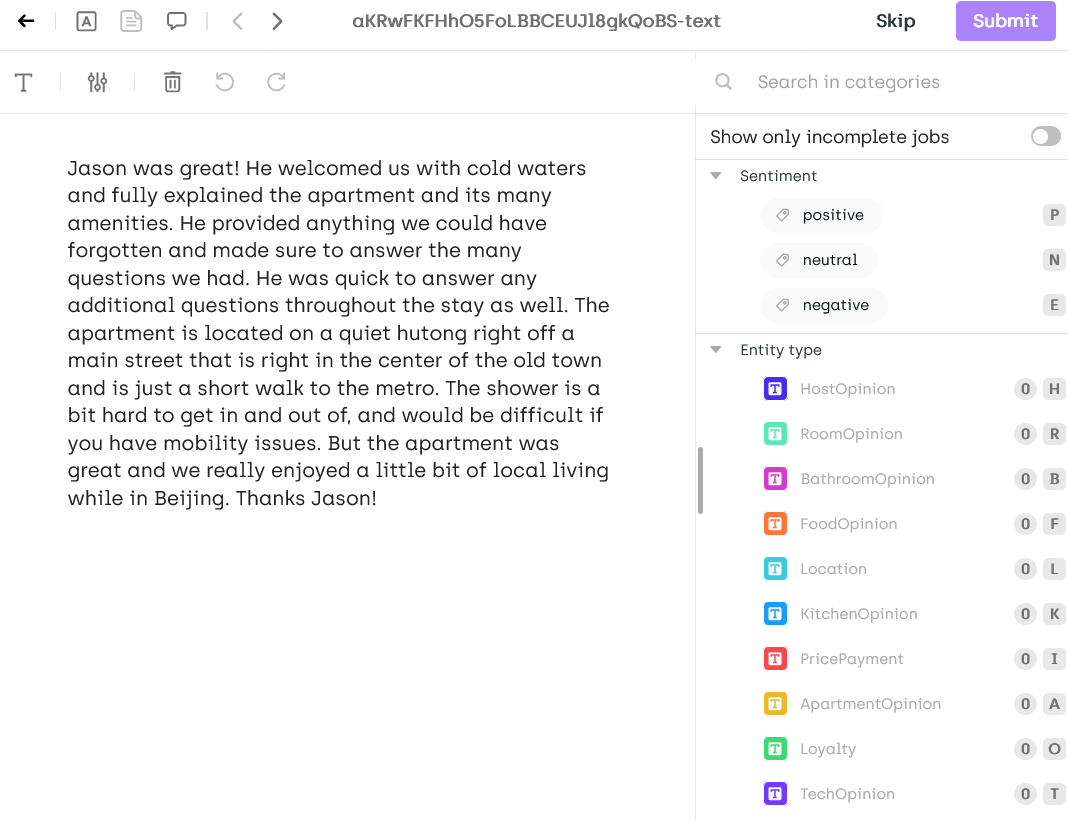 A aKRwFKFHhO5FoLBBCEUJl8gkQoBS-text Skip Submit
T Search in categories
Show only incomplete jobs
Jason was great! He welcomed us with cold waters
and fully explained the apartment and its many
amenities. He provided anything we could have
forgotten and made sure to answer the many
questions we had. He was quick to answer any
additional questions throughout the stay as well. The
apartment is located on a quiet hutong right off a
main street that is right in the center of the old town
and is just a short walk to the metro. The shower is a
bit hard to get in and out of, and would be difficult if
you have mobility issues. But the apartment was
great and we really enjoyed a little bit of local living
while in Beijing. Thanks Jason!
Sentiment
positive P
neutral N
negative E
Entity type
T HostOpinion 0 H
T RoomOpinion 0 R
T BathroomOpinion 0 B
T FoodOpinion 0 F
T Location 0 L
T KitchenOpinion 0 K
T PricePayment 0 I
T ApartmentOpinion 0 A
T Loyalty 0 O
T TechOpinion 0 T